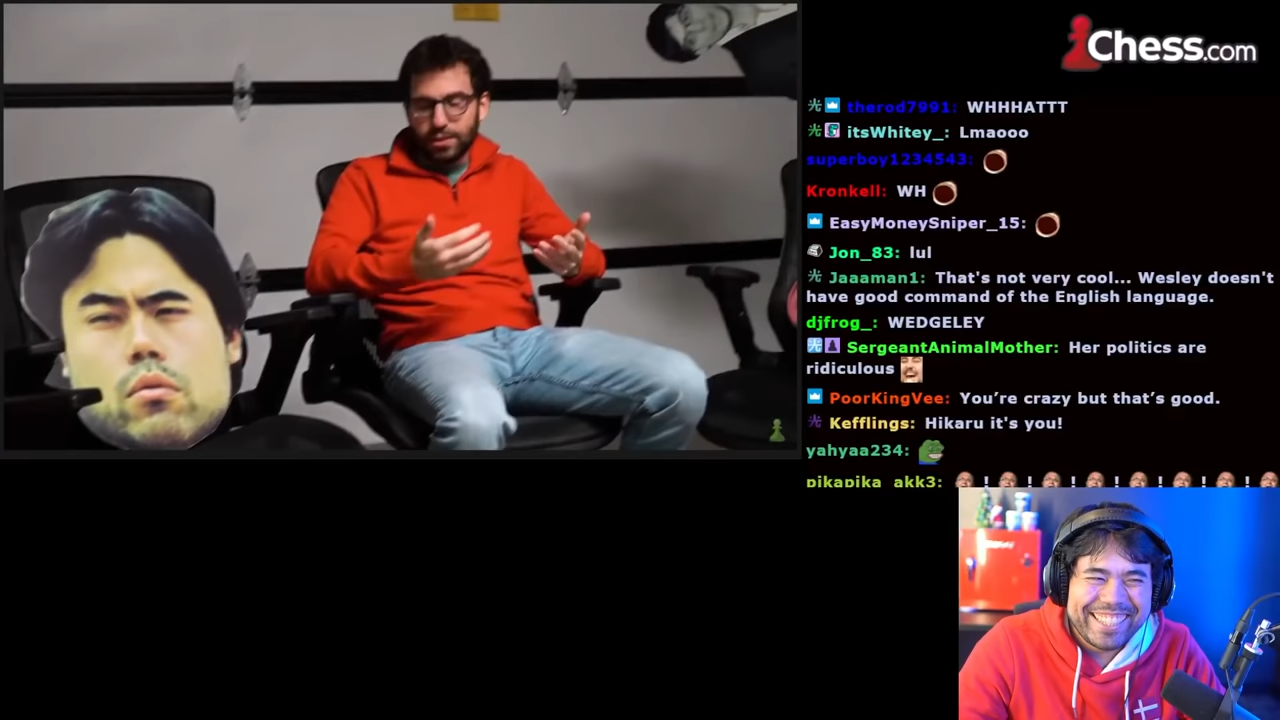 Chess.com
therod7991: WHHHATTT
itsWhitey_: Lmaooo
superboy1234543:
Kronkell: WH
EasyMoneySniper_15:
Jon_83: lul
Jaaaman1: That's not very cool... Wesley doesn't
have good command of the English language.
djfrog_: WEDGELEY
SergeantAnimalMother: Her politics are
ridiculous
PoorKingVee: You're crazy but that's good.
Kefflings: Hikaru it's you!
yahyaa234:
pikapika_akk3: ! ! ! ! ! ! !